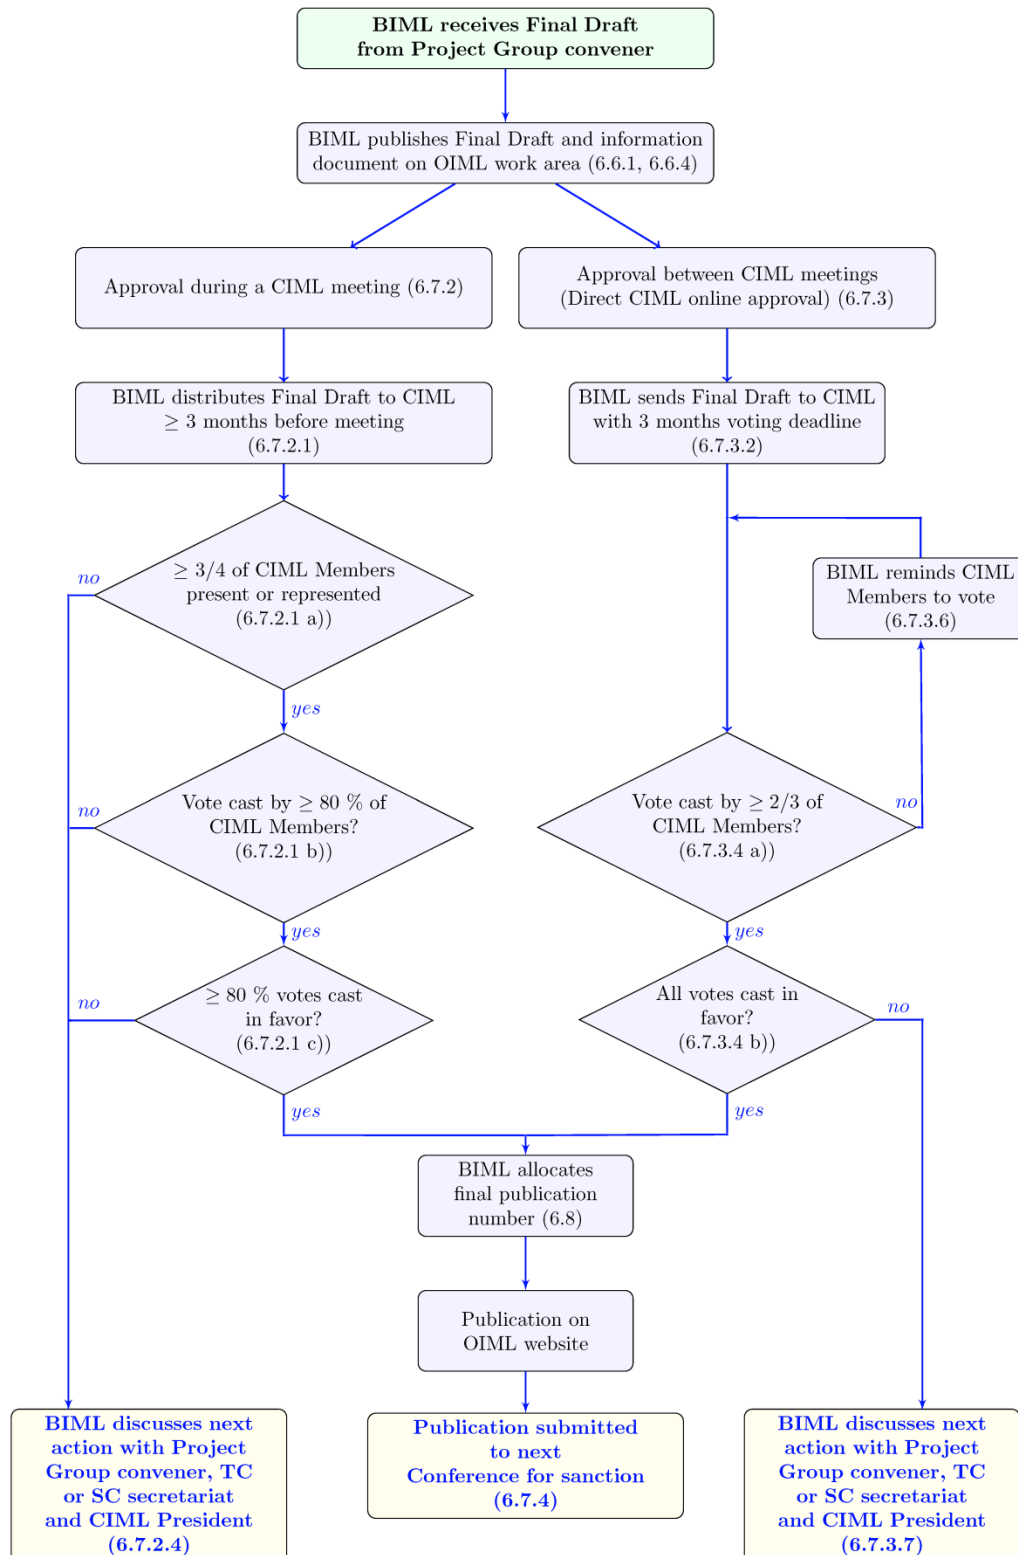 BIML receives Final Draft
from Project Group convener
BIML publishes Final Draft and information
document on OIML work area (6.6.1, 6.6.4)
Approval during a CIML meeting (6.7.2)
Approval between CIML meetings
(Direct CIML online approval) (6.7.3)
BIML distributes Final Draft to CIML
≥ 3 months before meeting
(6.7.2.1)
BIML sends Final Draft to CIML
with 3 months voting deadline
(6.7.3.2)
≥ 3/4 of CIML Members
present or represented
(6.7.2.1 a))
no
yes
BIML reminds CIML
Members to vote
(6.7.3.6)
Vote cast by ≥ 80 % of
CIML Members?
(6.7.2.1 b))
no
yes
Vote cast by ≥ 2/3 of
CIML Members?
(6.7.3.4 a))
no
yes
≥ 80 % votes cast
in favor?
(6.7.2.1 c))
no
yes
All votes cast in
favor?
(6.7.3.4 b))
no
yes
BIML allocates
final publication
number (6.8)
Publication on
OIML website
BIML discusses next
action with Project
Group convener, TC
or SC secretariat
and CIML President
(6.7.2.4)
Publication submitted
to next
Conference for sanction
(6.7.4)
BIML discusses next
action with Project
Group convener, TC
or SC secretariat
and CIML President
(6.7.3.7)